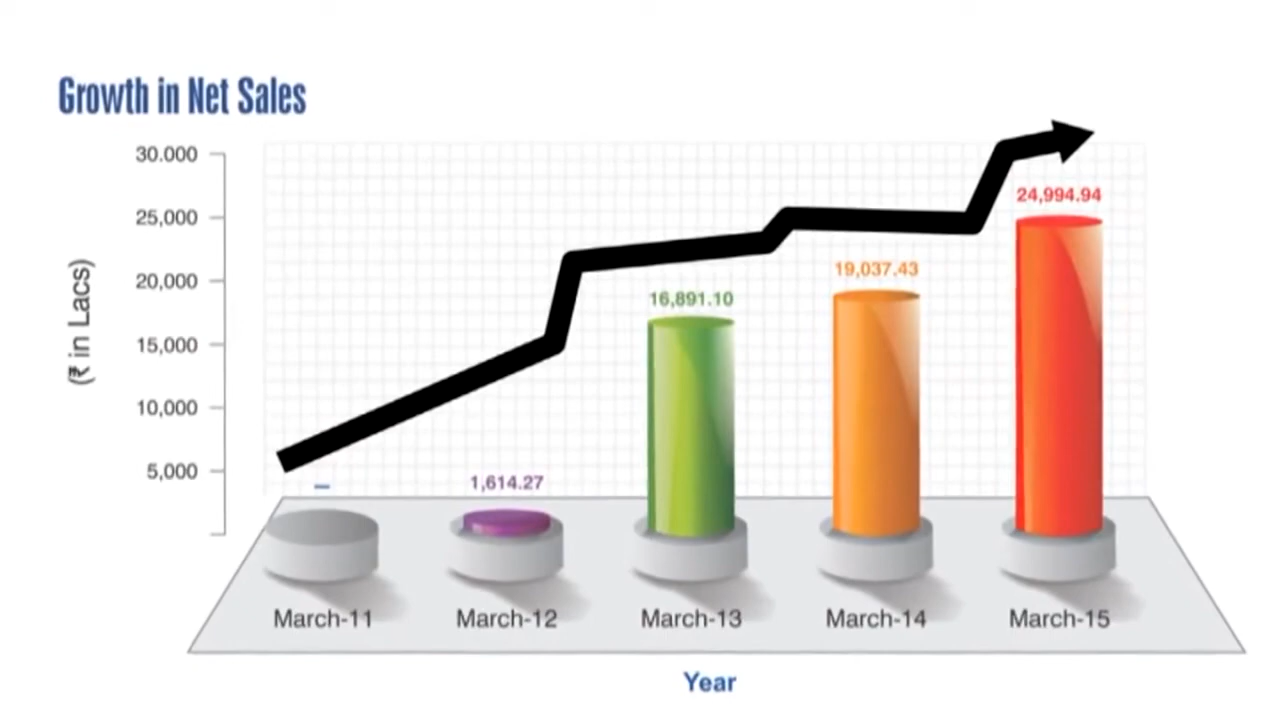 Growth in Net Sales
30.000
25,000
20,000
15,000
10,000
5,000
(₹ in Lacs)
–
1,614.27
16,891.10
19,037.43
24,994.94
March-11
March-12
March-13
March-14
March-15
Year